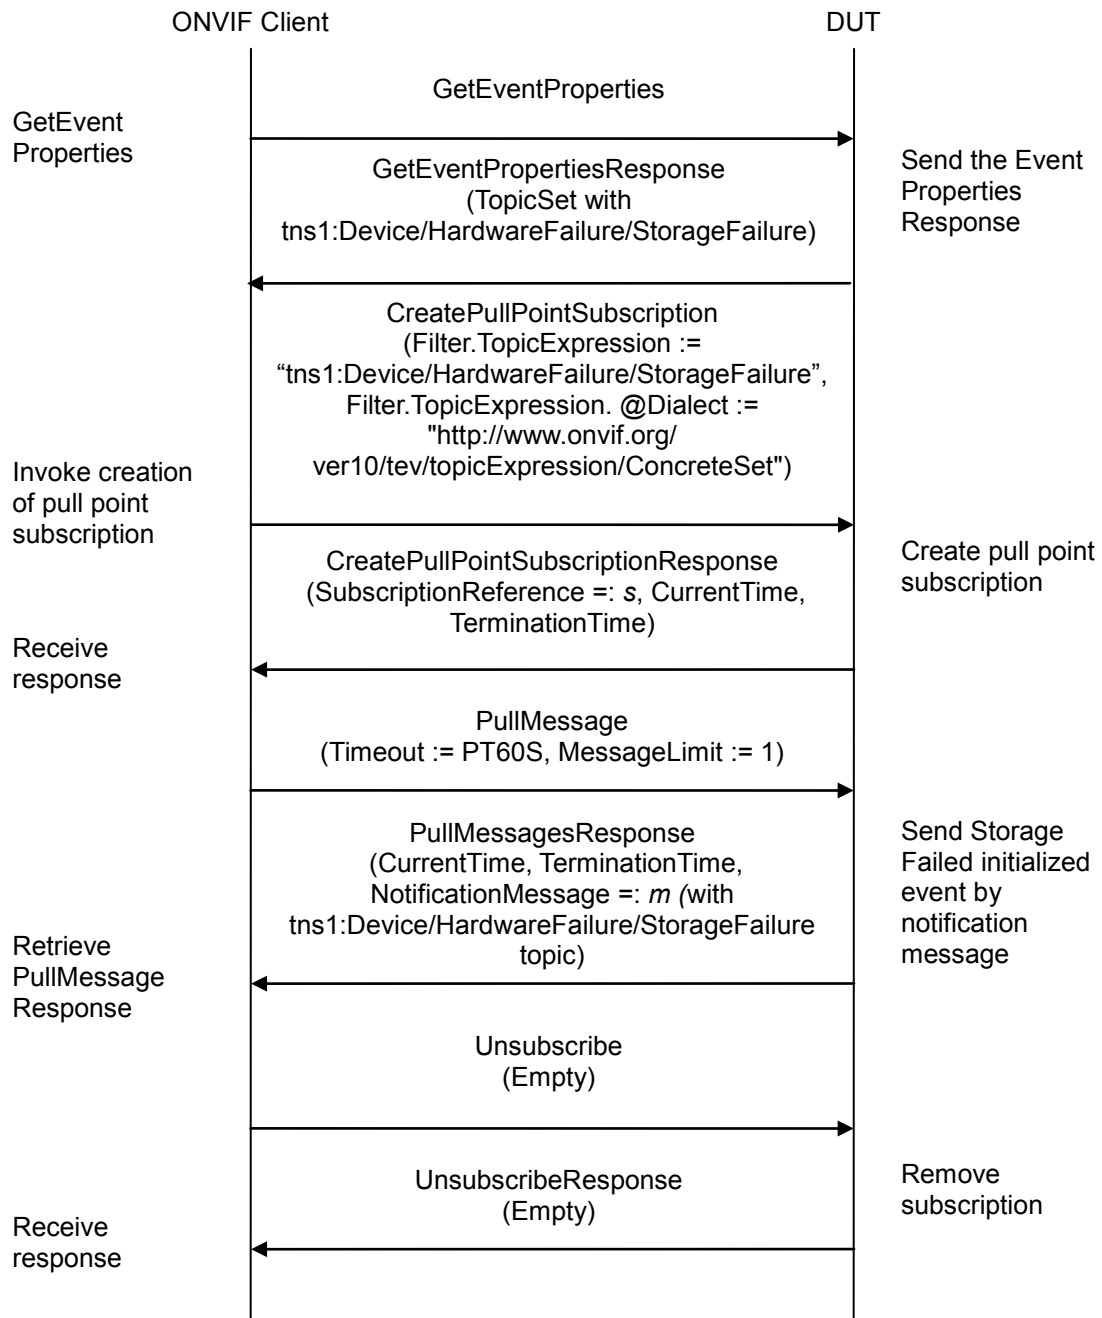 ONVIF Client
DUT
GetEventProperties
GetEvent
Properties
GetEventPropertiesResponse
(TopicSet with
tns1:Device/HardwareFailure/StorageFailure)
Send the Event
Properties
Response
CreatePullPointSubscription
(Filter.TopicExpression :=
“tns1:Device/HardwareFailure/StorageFailure”,
Filter.TopicExpression. @Dialect :=
"http://www.onvif.org/
ver10/tev/topicExpression/ConcreteSet")
Invoke creation
of pull point
subscription
CreatePullPointSubscriptionResponse
(SubscriptionReference =: s, CurrentTime,
TerminationTime)
Create pull point
subscription
Receive
response
PullMessage
(Timeout := PT60S, MessageLimit := 1)
PullMessagesResponse
(CurrentTime, TerminationTime,
NotificationMessage =: m (with
tns1:Device/HardwareFailure/StorageFailure
topic)
Send Storage
Failed initialized
event by
notification
message
Retrieve
PullMessage
Response
Unsubscribe
(Empty)
UnsubscribeResponse
(Empty)
Remove
subscription
Receive
response